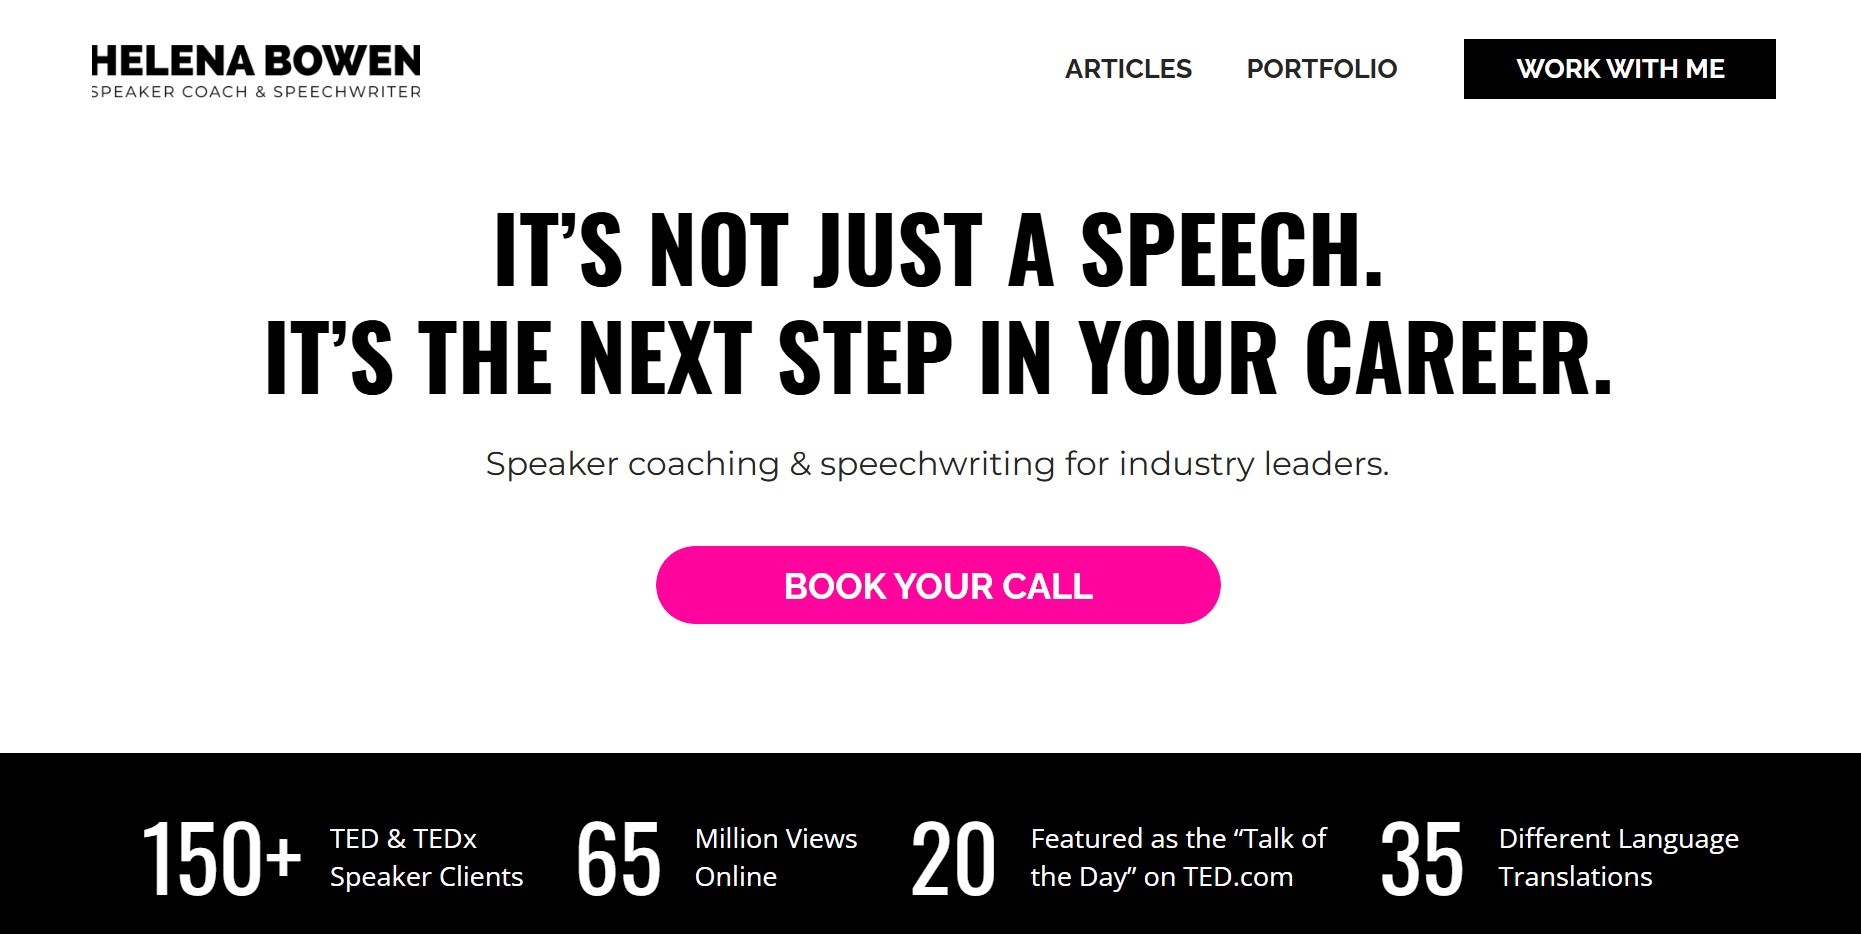 HELENA BOWEN
SPEAKER COACH & SPEECHWRITER
ARTICLES
PORTFOLIO
WORK WITH ME
IT’S NOT JUST A SPEECH.
IT’S THE NEXT STEP IN YOUR CAREER.
Speaker coaching & speechwriting for industry leaders.
BOOK YOUR CALL
150+
TED & TEDx
Speaker Clients
65
Million Views
Online
20
Featured as the “Talk of
the Day” on TED.com
35
Different Language
Translations